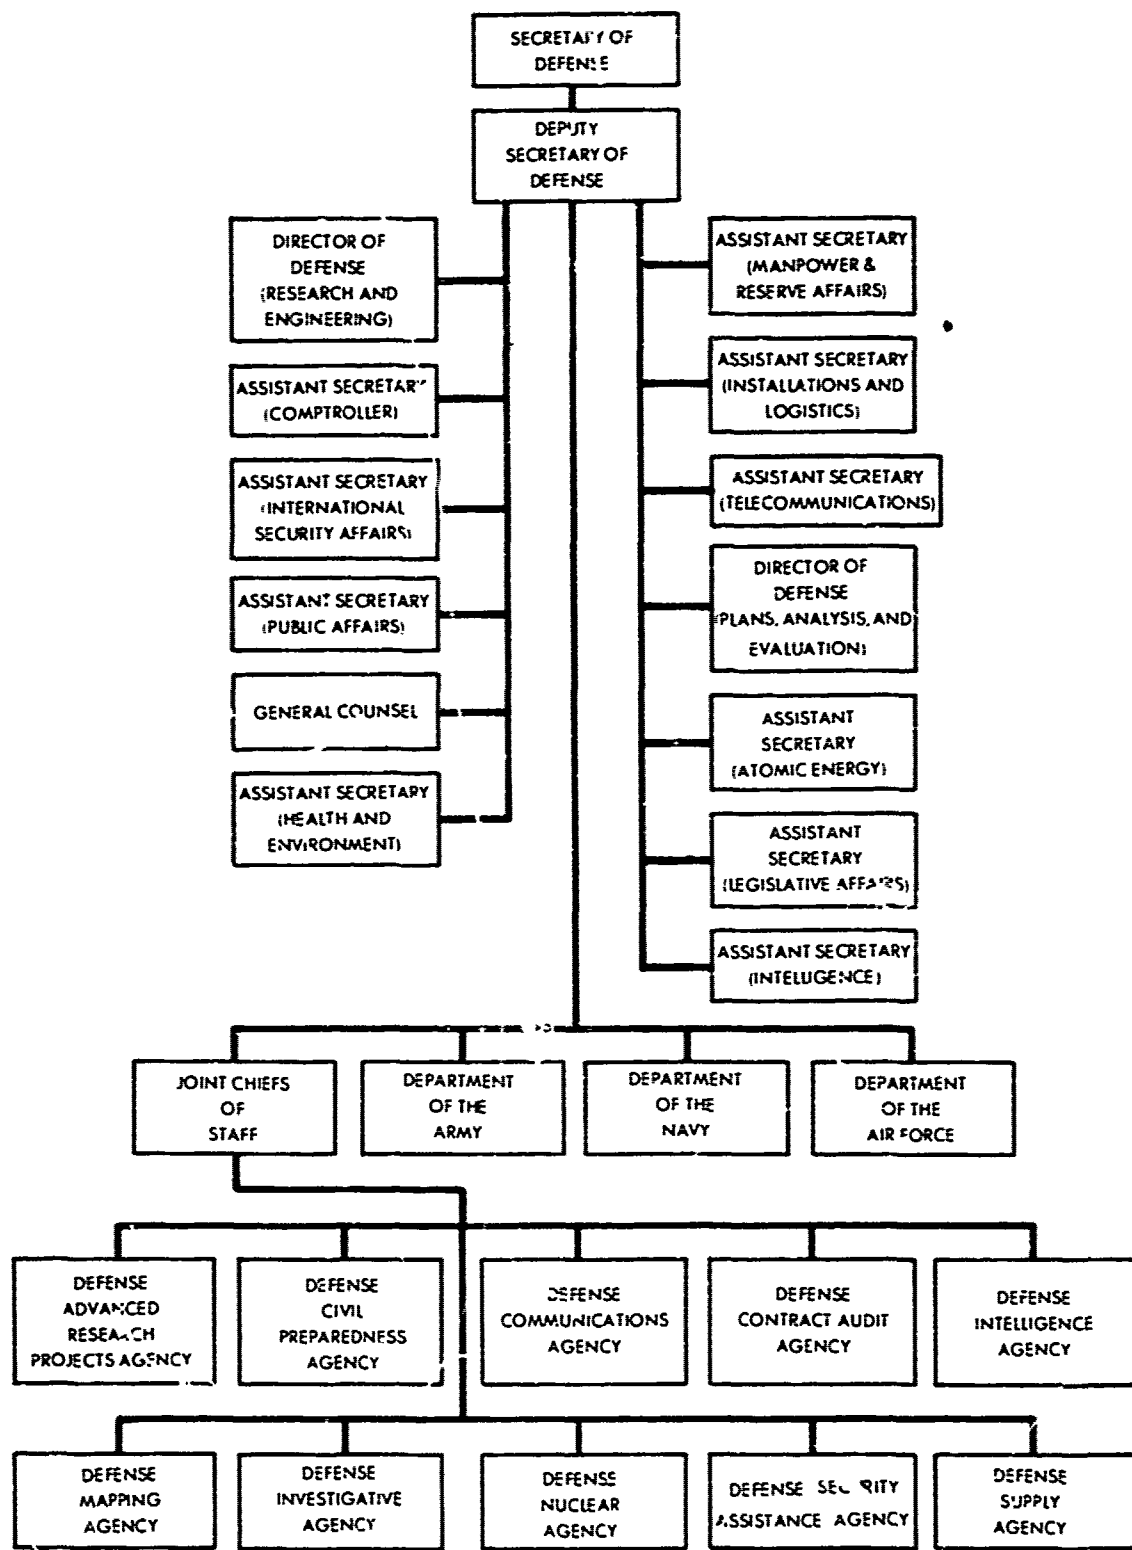 SECRETARY OF
DEFENSE
DEPUTY
SECRETARY OF
DEFENSE
DIRECTOR OF
DEFENSE
(RESEARCH AND
ENGINEERING)
ASSISTANT SECRETARY
(COMPTROLLER)
ASSISTANT SECRETARY
(INTERNATIONAL
SECURITY AFFAIRS)
ASSISTANT SECRETARY
(PUBLIC AFFAIRS)
GENERAL COUNSEL
ASSISTANT SECRETARY
(HEALTH AND
ENVIRONMENT)
ASSISTANT SECRETARY
(MANPOWER &
RESERVE AFFAIRS)
ASSISTANT SECRETARY
(INSTALLATIONS AND
LOGISTICS)
ASSISTANT SECRETARY
(TELECOMMUNICATIONS)
DIRECTOR OF
DEFENSE
(PLANS, ANALYSIS, AND
EVALUATION)
ASSISTANT
SECRETARY
(ATOMIC ENERGY)
ASSISTANT
SECRETARY
(LEGISLATIVE AFFAIRS)
ASSISTANT SECRETARY
(INTELLIGENCE)
JOINT CHIEFS
OF
STAFF
DEPARTMENT
OF THE
ARMY
DEPARTMENT
OF THE
NAVY
DEPARTMENT
OF THE
AIR FORCE
DEFENSE
ADVANCED
RESEARCH
PROJECTS AGENCY
DEFENSE
CIVIL
PREPAREDNESS
AGENCY
DEFENSE
COMMUNICATIONS
AGENCY
DEFENSE
CONTRACT AUDIT
AGENCY
DEFENSE
INTELLIGENCE
AGENCY
DEFENSE
MAPPING
AGENCY
DEFENSE
INVESTIGATIVE
AGENCY
DEFENSE
NUCLEAR
AGENCY
DEFENSE SECURITY
ASSISTANCE AGENCY
DEFENSE
SUPPLY
AGENCY